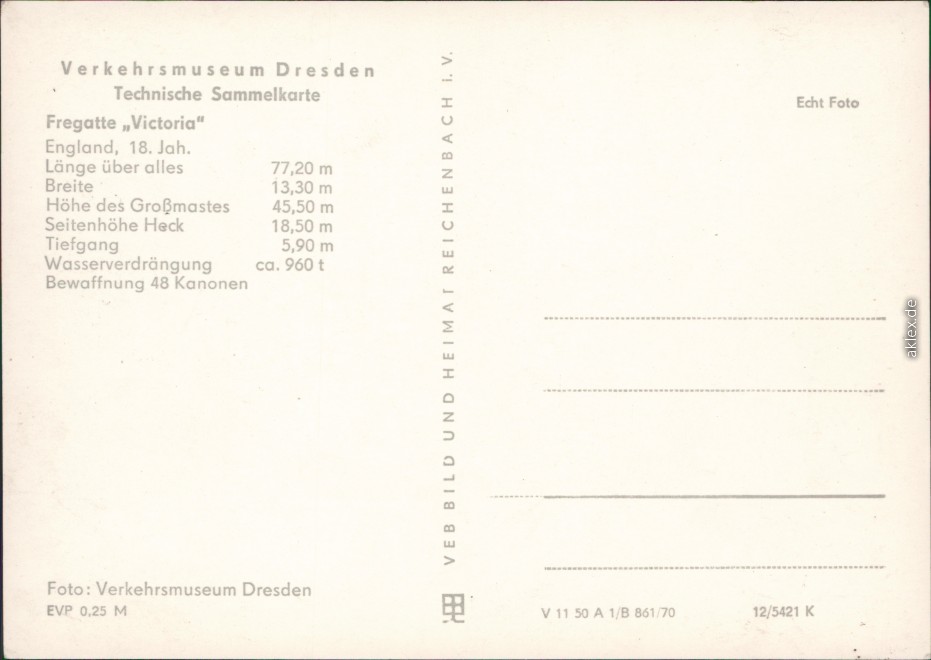 Verkehrsmuseum Dresden
Technische Sammelkarte
Fregatte „Victoria“
England, 18. Jah.
Länge über alles 77,20 m
Breite 13,30 m
Höhe des Großmastes 45,50 m
Seitenhöhe Heck 18,50 m
Tiefgang 5,90 m
Wasserverdrängung ca. 960 t
Bewaffnung 48 Kanonen
Foto: Verkehrsmuseum Dresden
EVP 0,25 M
VEB BILD UND HEIMAT REICHENBACH I. V.
Echt Foto
V 11 50 A 1/B 861/70 12/5421 K
aklex.de